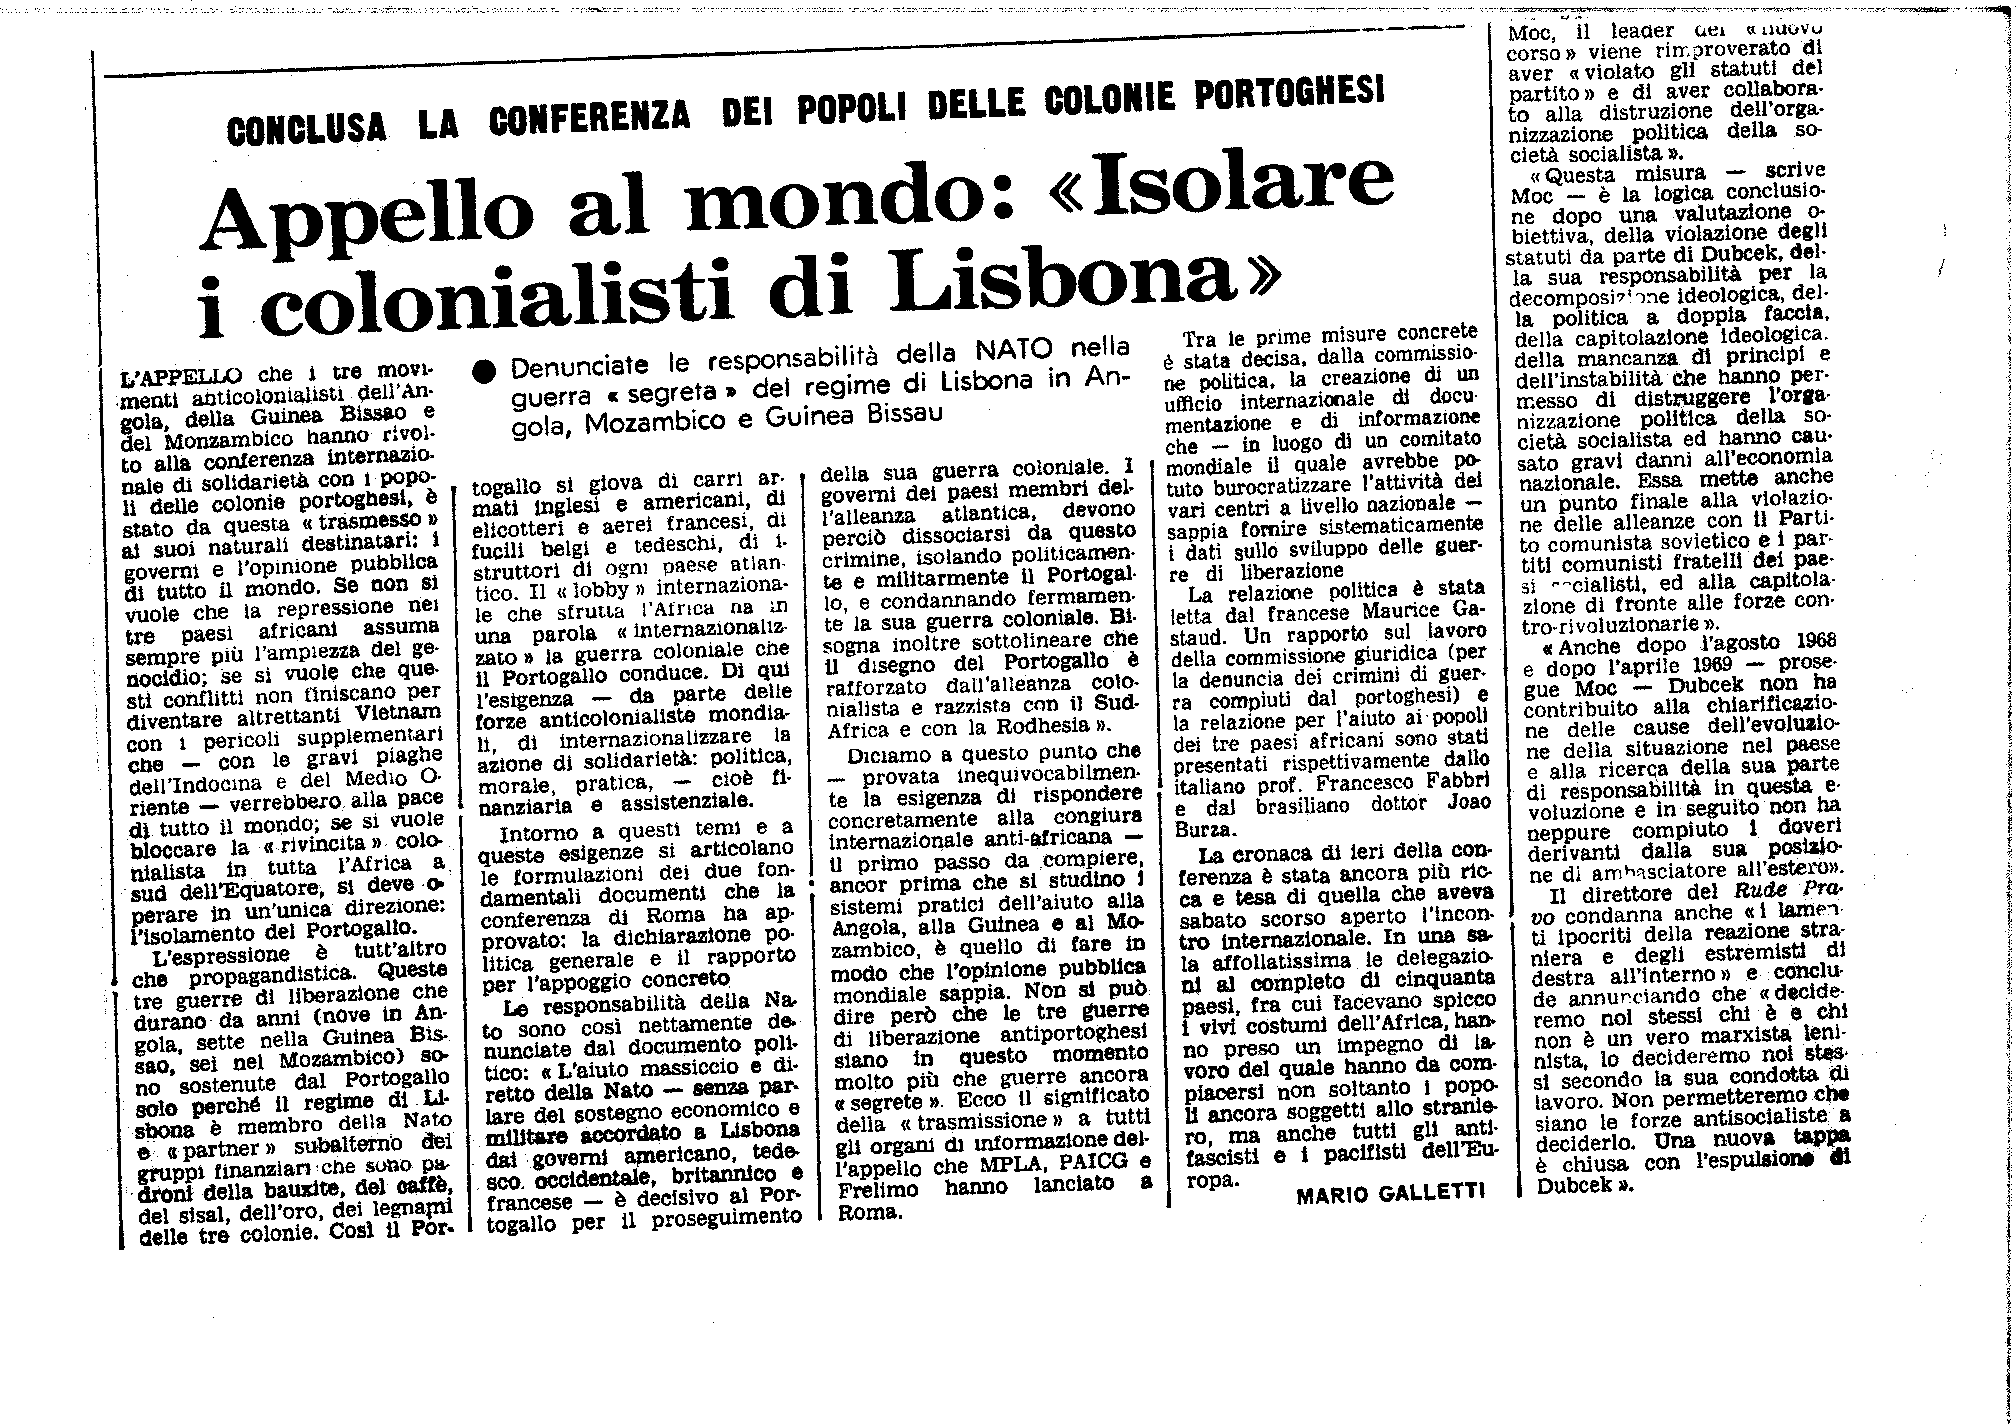 CONCLUSA LA CONFERENZA DEI POPOLI DELLE COLONIE PORTOGHESI
Appello al mondo: «Isolare
i colonialisti di Lisbona»
● Denunciate le responsabilità della NATO nella
guerra « segreta » del regime di Lisbona in An-
gola, Mozambico e Guinea Bissau
L'APPELLO che i tre movi-
menti anticolonialisti dell'An-
gola, della Guinea Bissao e
del Monzambico hanno rivol-
to alla conferenza internazio-
nale di solidarietà con i popo-
li delle colonie portoghesi, è
stato da questa « trasmesso »
ai suoi naturali destinatari: i
governi e l'opinione pubblica
di tutto il mondo. Se non si
vuole che la repressione nei
tre paesi africani assuma
sempre più l'ampiezza del ge-
nocidio; se si vuole che que-
sti conflitti non finiscano per
diventare altrettanti Vietnam
con i pericoli supplementari
che — con le gravi piaghe
dell'Indocina e del Medio O-
riente — verrebbero alla pace
di tutto il mondo; se si vuole
bloccare la « rivincita » colo-
nialista in tutta l'Africa a
sud dell'Equatore, si deve o-
perare in un'unica direzione:
l'isolamento del Portogallo.
L'espressione è tutt'altro
che propagandistica. Queste
tre guerre di liberazione che
durano da anni (nove in An-
gola, sette nella Guinea Bis-
sao, sei nel Mozambico) so-
no sostenute dal Portogallo
solo perché il regime di Li-
sbona è membro della Nato
e « partner » subalterno dei
gruppi finanziari che sono pa-
droni della bauxite, del caffè,
del sisal, dell'oro, dei legnami
delle tre colonie. Così il Por-
togallo si giova di carri ar-
mati inglesi e americani, di
elicotteri e aerei francesi, di
fucili belgi e tedeschi, di i-
struttori di ogni paese atlan-
tico. Il « lobby » internaziona-
le che sfrutta l'Africa ha in
una parola « internazionaliz-
zato » la guerra coloniale che
il Portogallo conduce. Di qui
l'esigenza — da parte delle
forze anticolonialiste mondia-
li, di internazionalizzare la
azione di solidarietà: politica,
morale, pratica, — cioè fi-
nanziaria e assistenziale.
Intorno a questi temi e a
queste esigenze si articolano
le formulazioni dei due fon-
damentali documenti che la
conferenza di Roma ha ap-
provato: la dichiarazione po-
litica generale e il rapporto
per l'appoggio concreto
Le responsabilità della Na-
to sono così nettamente de-
nunciate dal documento poli-
tico: « L'aiuto massiccio e di-
retto della Nato — senza par-
lare del sostegno economico e
militare accordato a Lisbona
dai governi americano, tede-
sco. occidentale, britannico e
francese — è decisivo al Por-
togallo per il proseguimento
della sua guerra coloniale. I
governi dei paesi membri del-
l'alleanza atlantica, devono
perciò dissociarsi da questo
crimine, isolando politicamen-
te e militarmente il Portogal-
lo, e condannando fermamen-
te la sua guerra coloniale. Bi-
sogna inoltre sottolineare che
il disegno del Portogallo è
rafforzato dall'alleanza colo-
nialista e razzista con il Sud-
Africa e con la Rodhesia ».
Diciamo a questo punto che
— provata inequivocabilmen-
te la esigenza di rispondere
concretamente alla congiura
internazionale anti-africana —
il primo passo da compiere,
ancor prima che si studino i
sistemi pratici dell'aiuto alla
Angola, alla Guinea e al Mo-
zambico, è quello di fare in
modo che l'opinione pubblica
mondiale sappia. Non si può
dire però che le tre guerre
di liberazione antiportoghesi
siano in questo momento
molto più che guerre ancora
« segrete ». Ecco il significato
della « trasmissione » a tutti
gli organi di informazione del-
l'appello che MPLA, PAICG e
Frelimo hanno lanciato a
Roma.
Tra le prime misure concrete
è stata decisa, dalla commissio-
ne politica, la creazione di un
ufficio internazionale di docu-
mentazione e di informazione
che — in luogo di un comitato
mondiale il quale avrebbe po-
tuto burocratizzare l'attività dei
vari centri a livello nazionale —
sappia fornire sistematicamente
i dati sullo sviluppo delle guer-
re di liberazione
La relazione politica è stata
letta dal francese Maurice Ga-
staud. Un rapporto sul lavoro
della commissione giuridica (per
la denuncia dei crimini di guer-
ra compiuti dai portoghesi) e
la relazione per l'aiuto ai popoli
dei tre paesi africani sono stati
presentati rispettivamente dallo
italiano prof. Francesco Fabbri
e dal brasiliano dottor Joao
Burza.
La cronaca di ieri della con-
ferenza è stata ancora più ric-
ca e tesa di quella che aveva
sabato scorso aperto l'incon-
tro internazionale. In una sa-
la affollatissima le delegazio-
ni al completo di cinquanta
paesi, fra cui facevano spicco
i vivi costumi dell'Africa, han-
no preso un impegno di la-
voro del quale hanno da com-
piacersi non soltanto i popo-
li ancora soggetti allo stranie-
ro, ma anche tutti gli anti-
fascisti e i pacifisti dell'Eu-
ropa.
MARIO GALLETTI
Moc, il leader del « nuovo
corso » viene rimproverato di
aver « violato gli statuti del
partito » e di aver collabora-
to alla distruzione dell'orga-
nizzazione politica della so-
cietà socialista ».
« Questa misura — scrive
Moc — è la logica conclusio-
ne dopo una valutazione o-
biettiva, della violazione degli
statuti da parte di Dubcek, del-
la sua responsabilità per la
decomposizione ideologica, del-
la politica a doppia faccia,
della capitolazione ideologica.
della mancanza di principi e
dell'instabilità che hanno per-
messo di distruggere l'orga-
nizzazione politica della so-
cietà socialista ed hanno cau-
sato gravi danni all'economia
nazionale. Essa mette anche
un punto finale alla violazio-
ne delle alleanze con il Parti-
to comunista sovietico e i par-
titi comunisti fratelli dei pae-
si socialisti, ed alla capitola-
zione di fronte alle forze con-
tro-rivoluzionarie ».
« Anche dopo l'agosto 1968
e dopo l'aprile 1969 — prose-
gue Moc — Dubcek non ha
contribuito alla chiarificazio-
ne delle cause dell'evoluzio-
ne della situazione nel paese
e alla ricerca della sua parte
di responsabilità in questa e-
voluzione e in seguito non ha
neppure compiuto i doveri
derivanti dalla sua posizio-
ne di ambasciatore all'estero».
Il direttore del Rude Pra-
vo condanna anche « i lamen-
ti ipocriti della reazione stra-
niera e degli estremisti di
destra all'interno » e conclu-
de annunciando che « decide-
remo noi stessi chi è e chi
non è un vero marxista leni-
nista, lo decideremo noi stes-
si secondo la sua condotta di
lavoro. Non permetteremo che
siano le forze antisocialiste a
deciderlo. Una nuova tappa
è chiusa con l'espulsione di
Dubcek ».